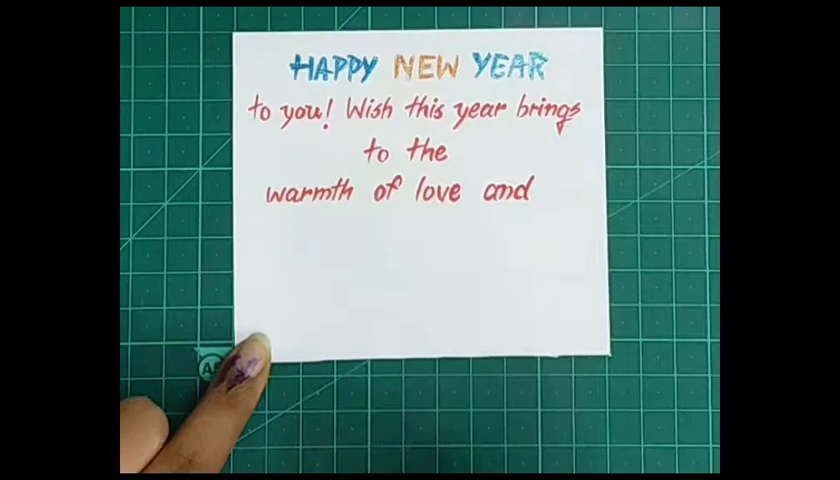 HAPPY NEW YEAR
to you! Wish this year brings
to the
warmth of love and